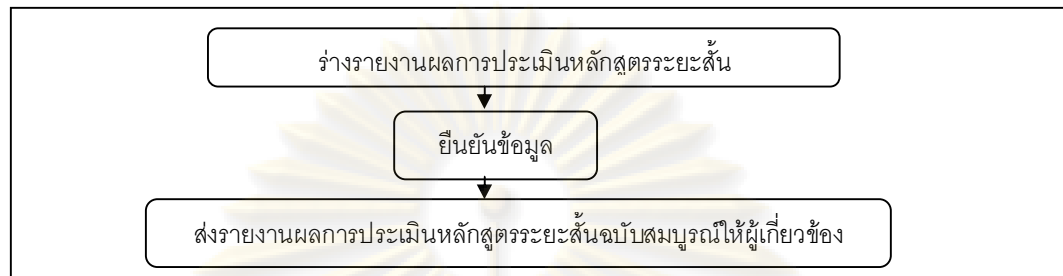 ร่างรายงานผลการประเมินหลักสูตรระยะสั้น
ยืนยันข้อมูล
ส่งรายงานผลการประเมินหลักสูตรระยะสั้นฉบับสมบูรณ์ให้ผู้เกี่ยวข้อง